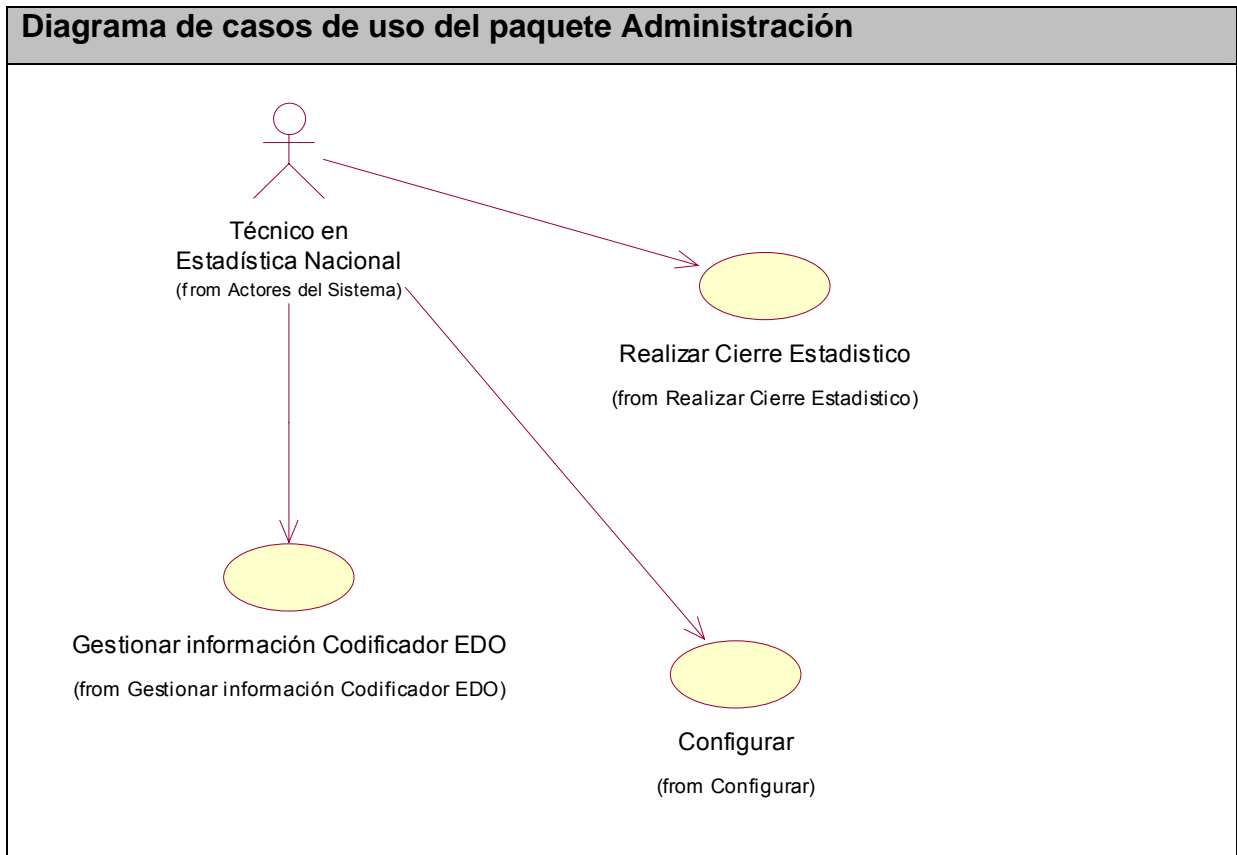 Diagrama de casos de uso del paquete Administración
Técnico en
Estadística Nacional
(from Actores del Sistema)
Realizar Cierre Estadistico
(from Realizar Cierre Estadistico)
Gestionar información Codificador EDO
(from Gestionar información Codificador EDO)
Configurar
(from Configurar)